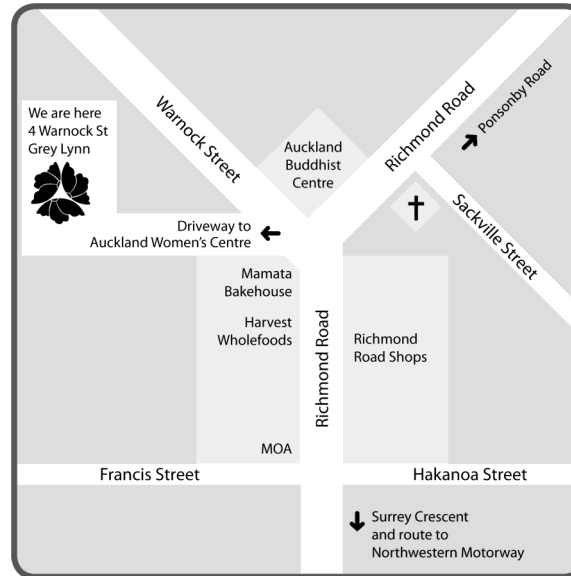 We are here
4 Warnock St
Grey Lynn
Warnock Street
Richmond Road
Ponsonby Road
Auckland
Buddhist
Centre
Sackville Street
Driveway to
Auckland Women's Centre
Mamata
Bakehouse
Harvest
Wholefoods
Richmond Road
Richmond
Road Shops
MOA
Francis Street
Hakanoa Street
Surrey Crescent
and route to
Northwestern Motorway